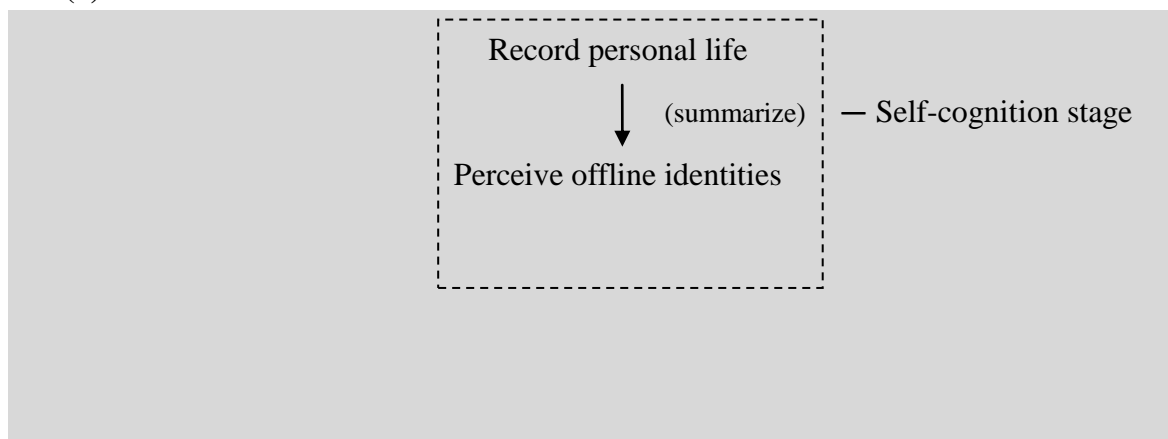 Record personal life
(summarize) — Self-cognition stage
Perceive offline identities